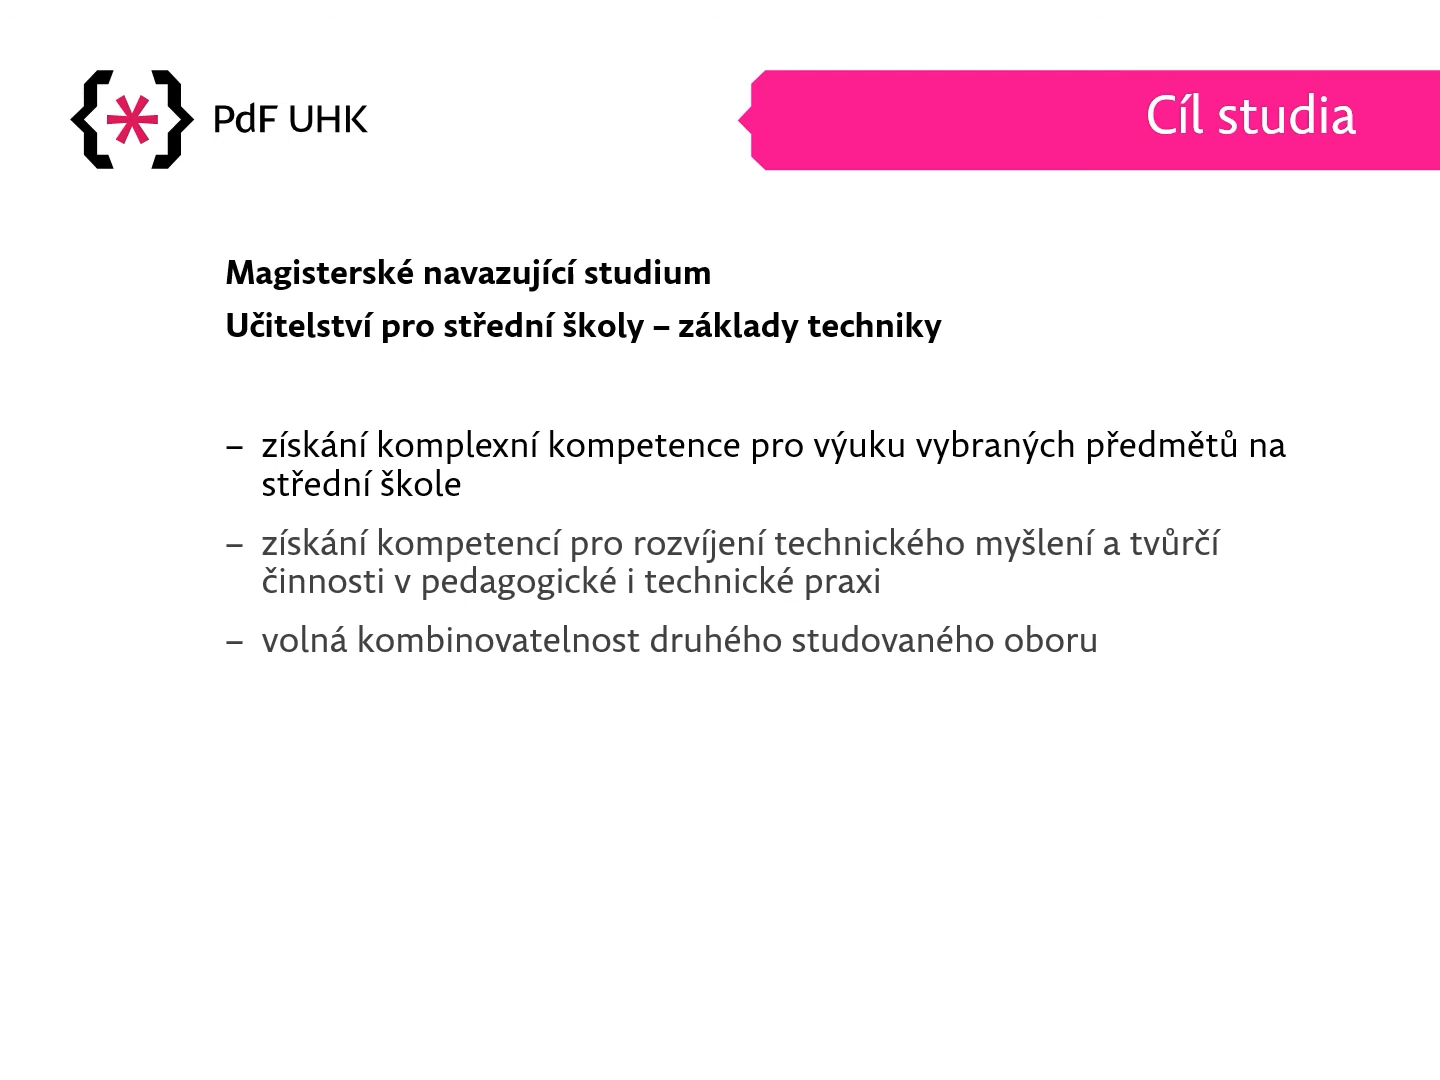 PdF UHK
Cíl studia
Magisterské navazující studium
Učitelství pro střední školy – základy techniky
– získání komplexní kompetence pro výuku vybraných předmětů na
střední škole
– získání kompetencí pro rozvíjení technického myšlení a tvůrčí
činnosti v pedagogické i technické praxi
– volná kombinovatelnost druhého studovaného oboru